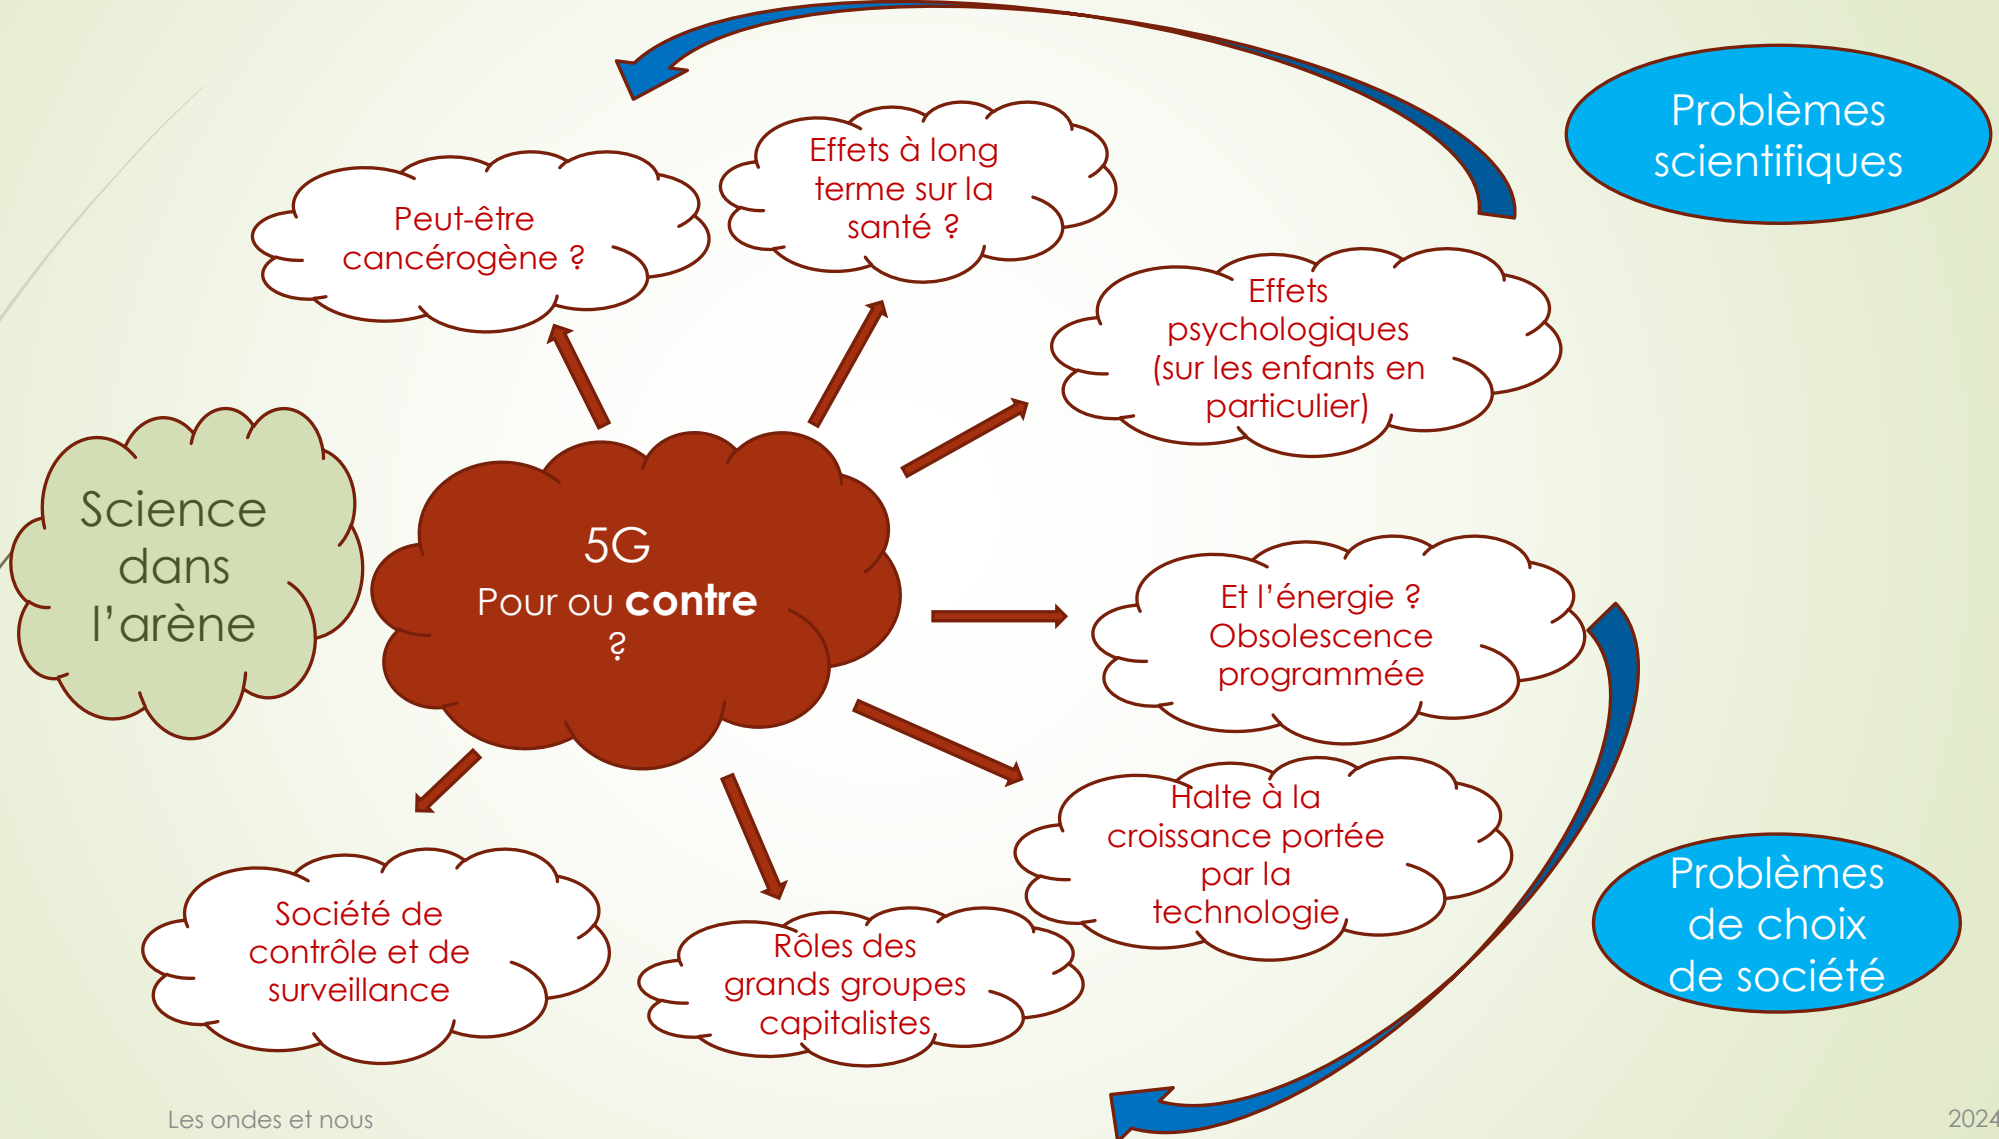 Problèmes
scientifiques
Effets à long
terme sur la
santé ?
Peut-être
cancérogène ?
Effets
psychologiques
(sur les enfants en
particulier)
Science
dans
l’arène
5G
Pour ou contre
?
Et l’énergie ?
Obsolescence
programmée
Halte à la
croissance portée
par la
technologie
Problèmes
de choix
de société
Société de
contrôle et de
surveillance
Rôles des
grands groupes
capitalistes
Les ondes et nous
2024